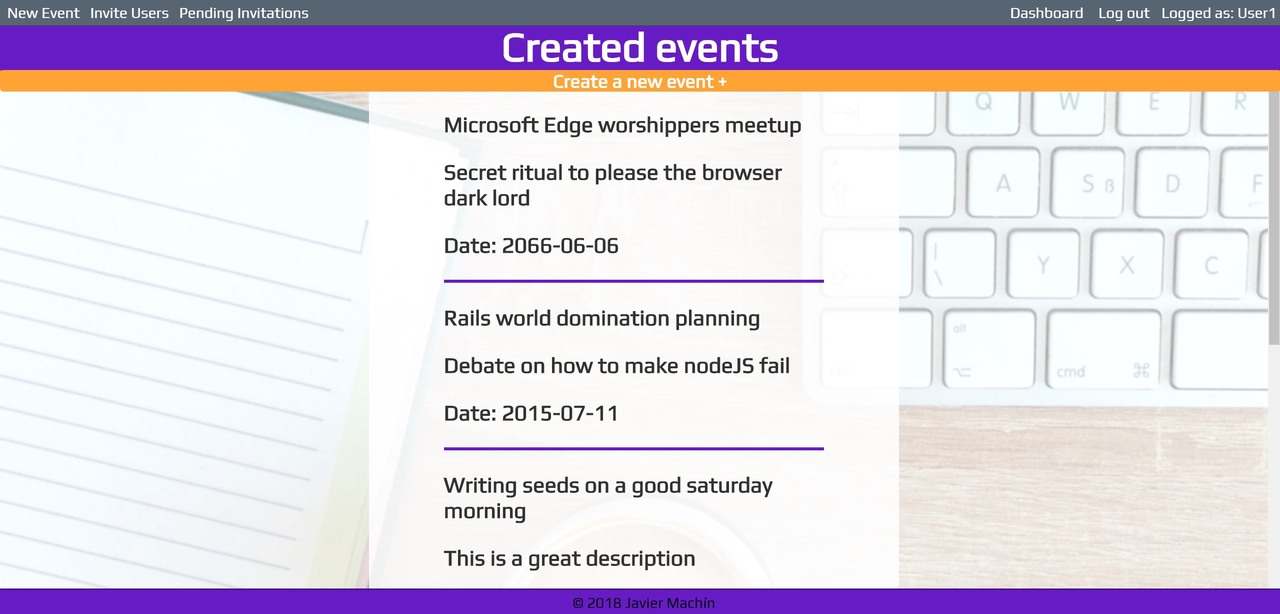 New Event Invite Users Pending Invitations Dashboard Log out Logged as: User1
Created events
Create a new event +
Microsoft Edge worshippers meetup
Secret ritual to please the browser
dark lord
Date: 2066-06-06
Rails world domination planning
Debate on how to make nodeJS fail
Date: 2015-07-11
Writing seeds on a good saturday
morning
This is a great description
Q W E R
A S ß D F
| \ Y X C
alt
cmd ⌘
© 2018 Javier Machín